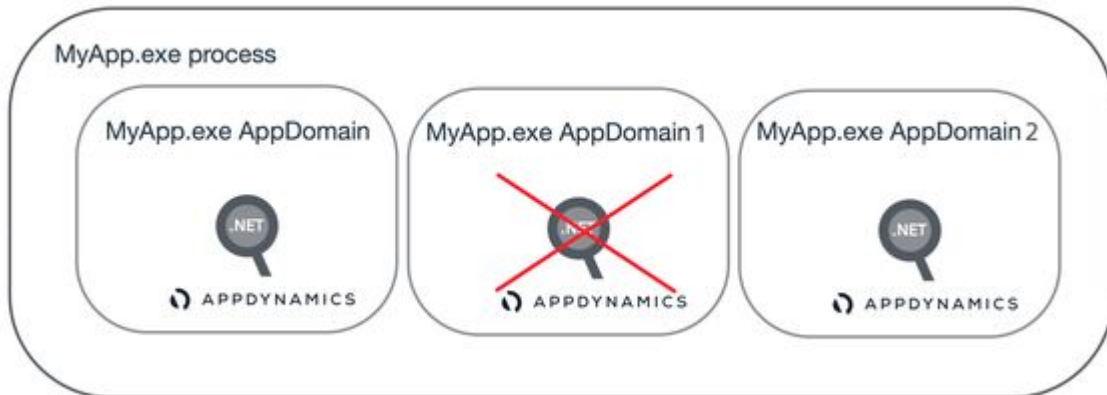 MyApp.exe process
MyApp.exe AppDomain
MyApp.exe AppDomain 1
MyApp.exe AppDomain 2
.NET
.NET
.NET
APPDYNAMICS
APPDYNAMICS
APPDYNAMICS